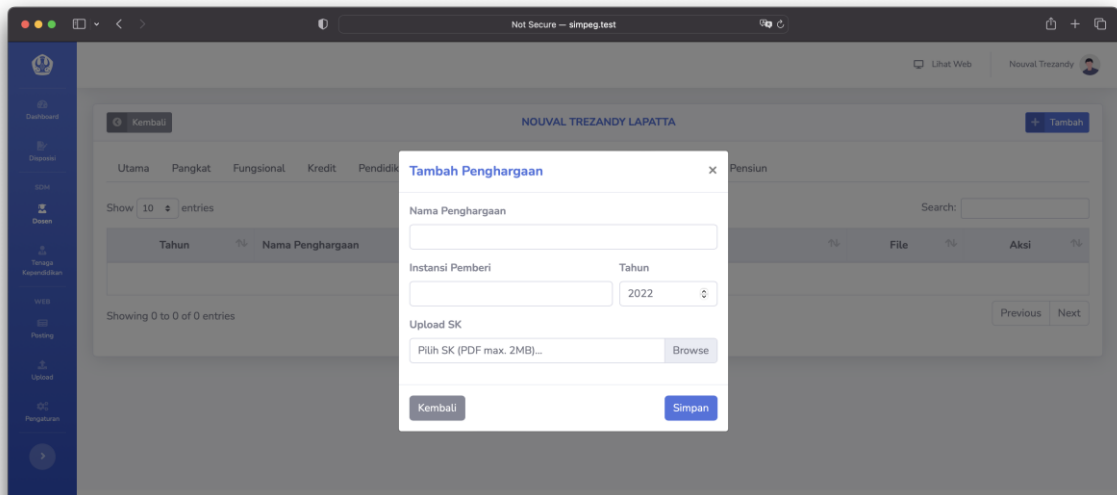 Not Secure — simpeg.test
Lihat Web
Nouval Trezandy
Dashboard
Disposisi
SDM
Dosen
Tenaga
Kependidikan
WEB
Posting
Upload
Pengaturan
Kembali
NOUVAL TREZANDY LAPATTA
+ Tambah
Utama Pangkat Fungsional Kredit Pendidik
Pensiun
Show 10 entries
Search:
Tahun Nama Penghargaan File Aksi
Showing 0 to 0 of 0 entries
Previous Next
Tambah Penghargaan ×
Nama Penghargaan
Instansi Pemberi Tahun
2022
Upload SK
Pilih SK (PDF max. 2MB)... Browse
Kembali Simpan